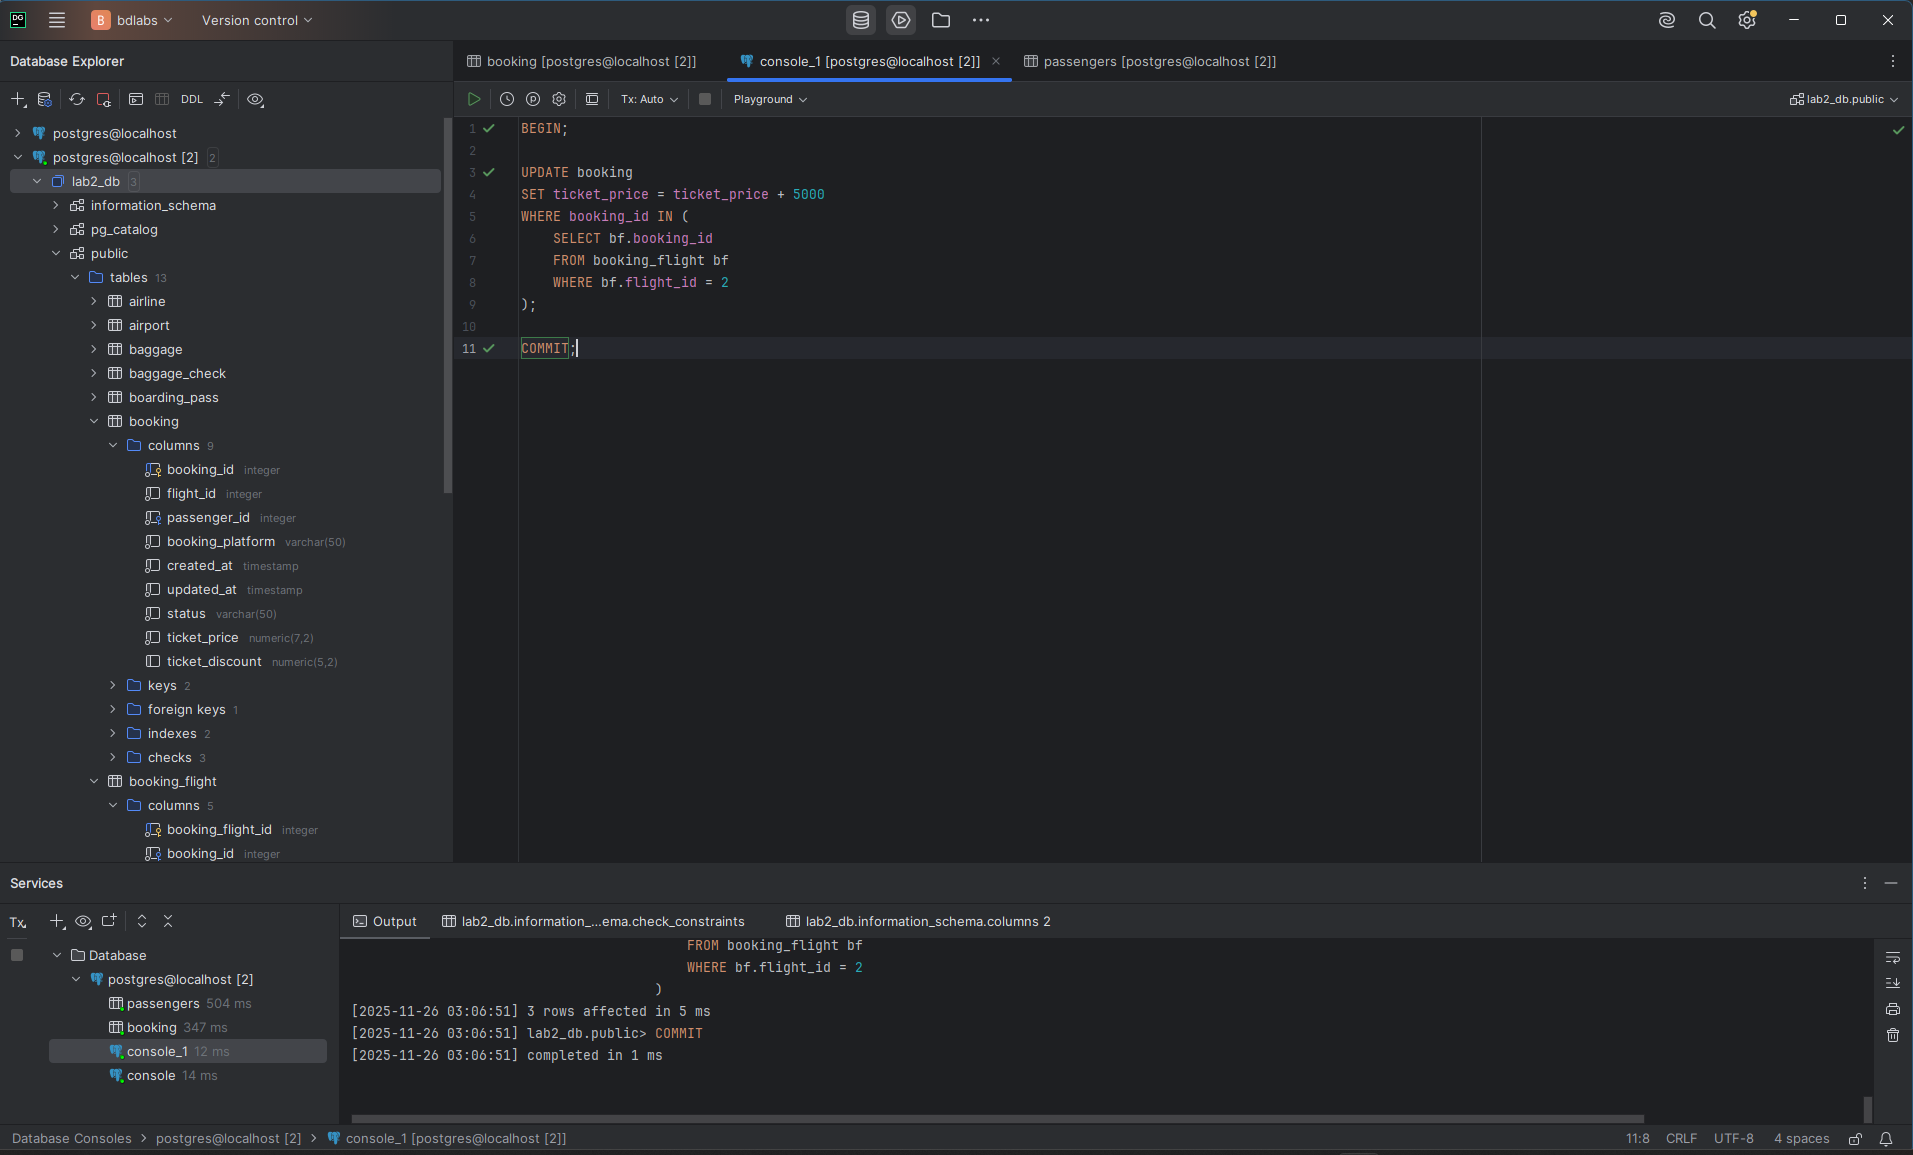 DG
B bdlabs
Version control
Database Explorer
booking [postgres@localhost [2]]
console_1 [postgres@localhost [2]]
passengers [postgres@localhost [2]]
DDL
Tx: Auto
Playground
lab2_db.public
postgres@localhost
postgres@localhost [2] 2
lab2_db 3
information_schema
pg_catalog
public
tables 13
airline
airport
baggage
baggage_check
boarding_pass
booking
columns 9
booking_id integer
flight_id integer
passenger_id integer
booking_platform varchar(50)
created_at timestamp
updated_at timestamp
status varchar(50)
ticket_price numeric(7,2)
ticket_discount numeric(5,2)
keys 2
foreign keys 1
indexes 2
checks 3
booking_flight
columns 5
booking_flight_id integer
booking_id integer
1 BEGIN;
2
3 UPDATE booking
4 SET ticket_price = ticket_price + 5000
5 WHERE booking_id IN (
6 SELECT bf.booking_id
7 FROM booking_flight bf
8 WHERE bf.flight_id = 2
9 );
10
11 COMMIT;
Services
Tx
Database
postgres@localhost [2]
passengers 504 ms
booking 347 ms
console_1 12 ms
console 14 ms
Output
lab2_db.information_...ema.check_constraints
lab2_db.information_schema.columns 2
FROM booking_flight bf
WHERE bf.flight_id = 2
)
[2025-11-26 03:06:51] 3 rows affected in 5 ms
[2025-11-26 03:06:51] lab2_db.public> COMMIT
[2025-11-26 03:06:51] completed in 1 ms
Database Consoles > postgres@localhost [2] > console_1 [postgres@localhost [2]]
11:8
CRLF
UTF-8
4 spaces